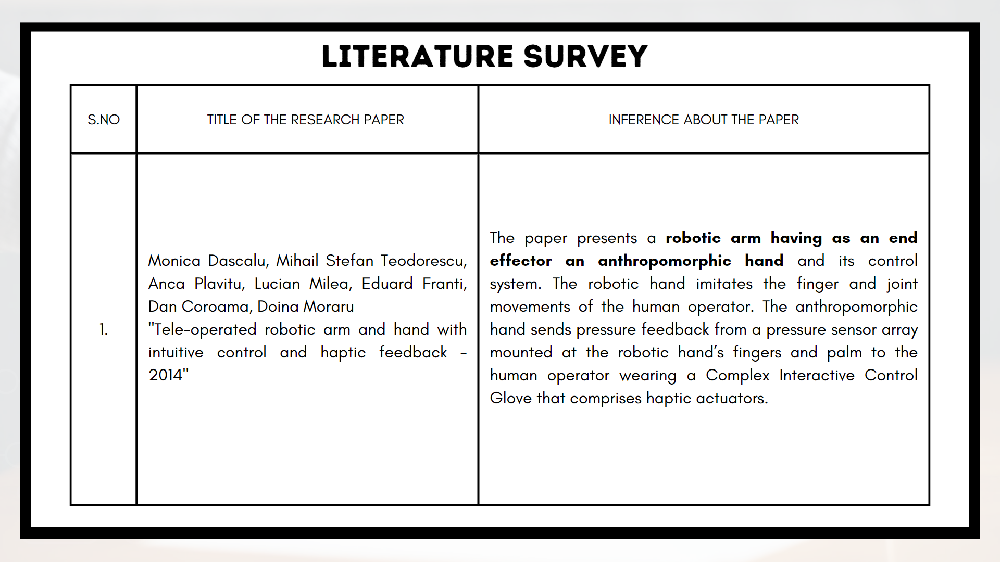 LITERATURE SURVEY
S.NO
TITLE OF THE RESEARCH PAPER
INFERENCE ABOUT THE PAPER
1.
Monica Dascalu, Mihail Stefan Teodorescu,
Anca Plavitu, Lucian Milea, Eduard Franti,
Dan Coroama, Doina Moraru
"Tele-operated robotic arm and hand with
intuitive control and haptic feedback -
2014"
The paper presents a robotic arm having as an end
effector an anthropomorphic hand and its control
system. The robotic hand imitates the finger and joint
movements of the human operator. The anthropomorphic
hand sends pressure feedback from a pressure sensor array
mounted at the robotic hand’s fingers and palm to the
human operator wearing a Complex Interactive Control
Glove that comprises haptic actuators.